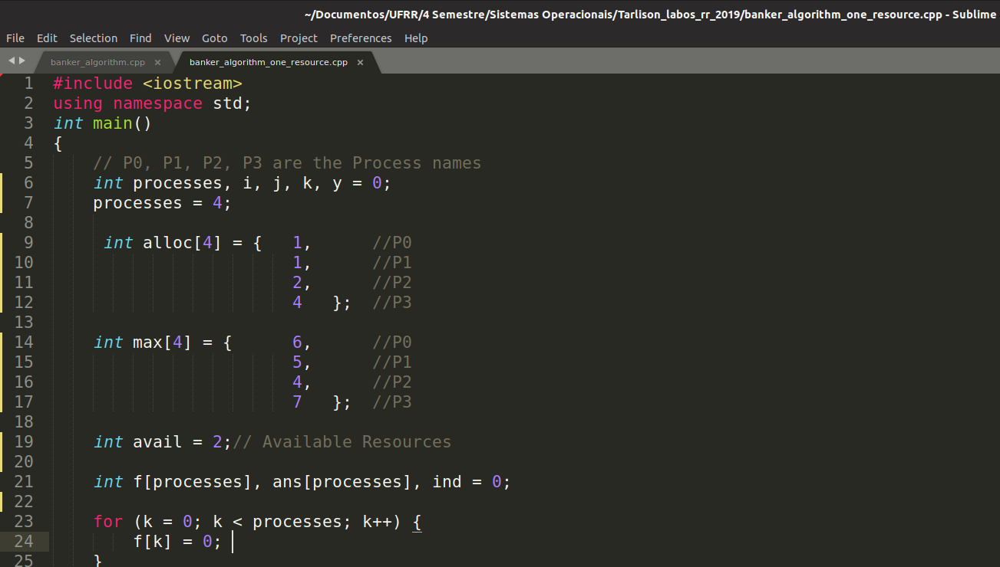 ~/Documentos/UFRR/4 Semestre/Sistemas Operacionais/Tarlison_labos_rr_2019/banker_algorithm_one_resource.cpp - Sublime
File Edit Selection Find View Goto Tools Project Preferences Help
banker_algorithm.cpp × banker_algorithm_one_resource.cpp ×
1 #include <iostream>
2 using namespace std;
3 int main()
4 {
5     // P0, P1, P2, P3 are the Process names
6     int processes, i, j, k, y = 0;
7     processes = 4;
8
9      int alloc[4] = {   1,      //P0
10                        1,      //P1
11                        2,      //P2
12                        4   };  //P3
13
14    int max[4] = {      6,      //P0
15                        5,      //P1
16                        4,      //P2
17                        7   };  //P3
18
19    int avail = 2;// Available Resources
20
21    int f[processes], ans[processes], ind = 0;
22
23    for (k = 0; k < processes; k++) {
24        f[k] = 0;
25    }